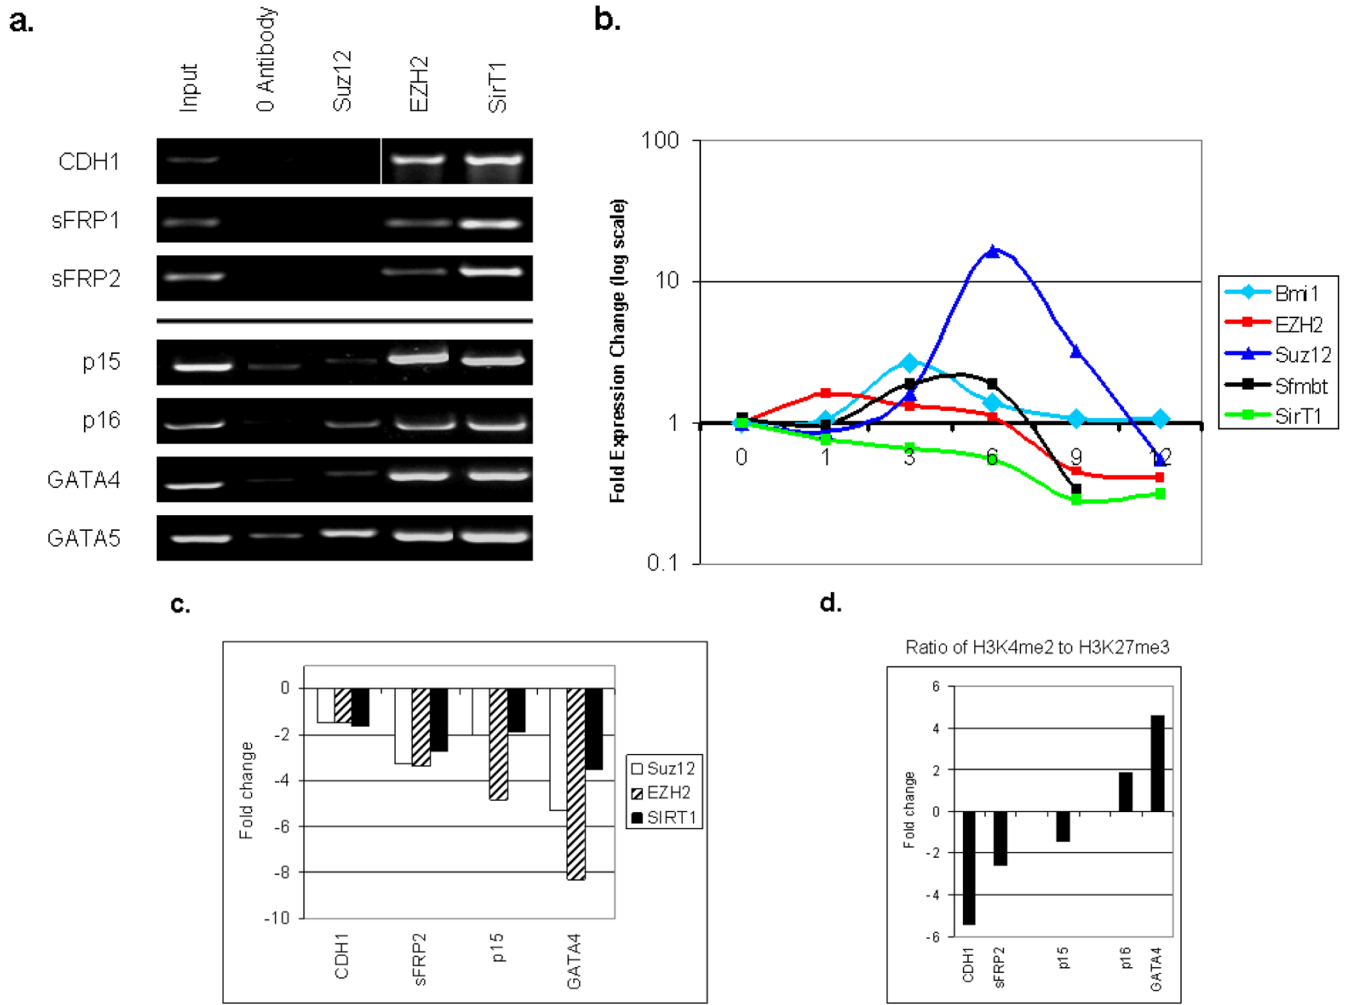 a.
Input
0 Antibody
Suz12
EZH2
SirT1
CDH1
sFRP1
sFRP2
p15
p16
GATA4
GATA5
b.
Fold Expression Change (log scale)
100
10
1
0.1
0
1
3
6
9
12
Bmi1
EZH2
Suz12
Sfmbt
SirT1
c.
Fold change
0
-2
-4
-6
-8
-10
CDH1
sFRP2
p15
GATA4
Suz12
EZH2
SIRT1
d.
Ratio of H3K4me2 to H3K27me3
Fold change
6
4
2
0
-2
-4
-6
CDH1
sFRP2
p15
p16
GATA4